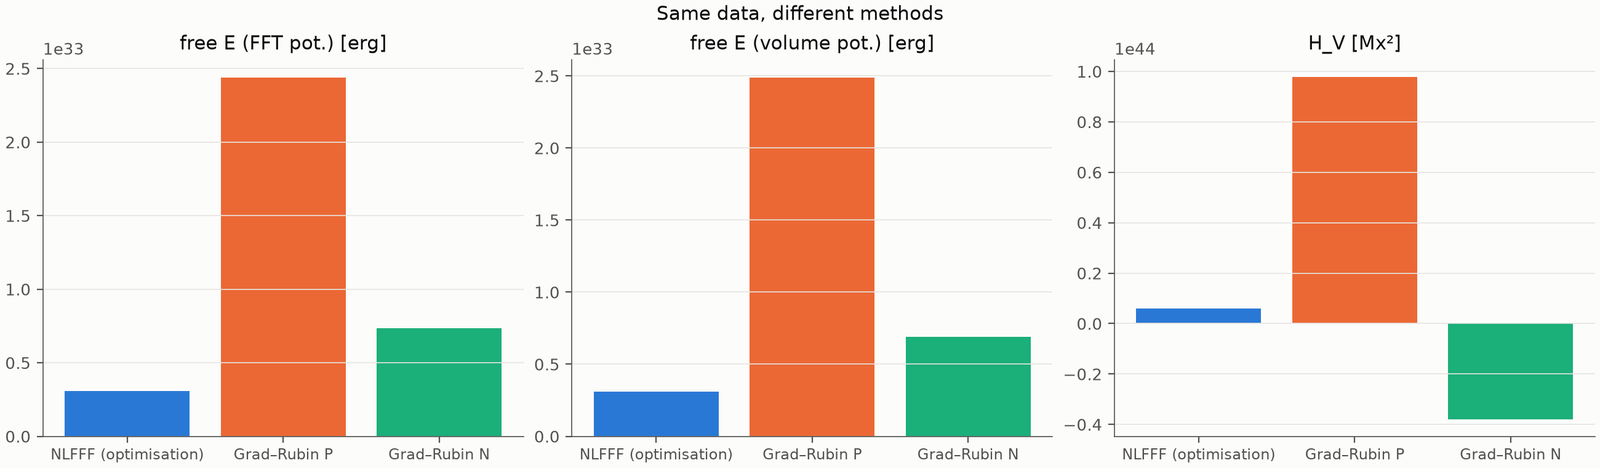 Same data, different methods
free E (FFT pot.) [erg]
1e33
2.5
2.0
1.5
1.0
0.5
0.0
NLFFF (optimisation)
Grad–Rubin P
Grad–Rubin N
free E (volume pot.) [erg]
1e33
2.5
2.0
1.5
1.0
0.5
0.0
NLFFF (optimisation)
Grad–Rubin P
Grad–Rubin N
H_V [Mx²]
1e44
1.0
0.8
0.6
0.4
0.2
0.0
−0.2
−0.4
NLFFF (optimisation)
Grad–Rubin P
Grad–Rubin N